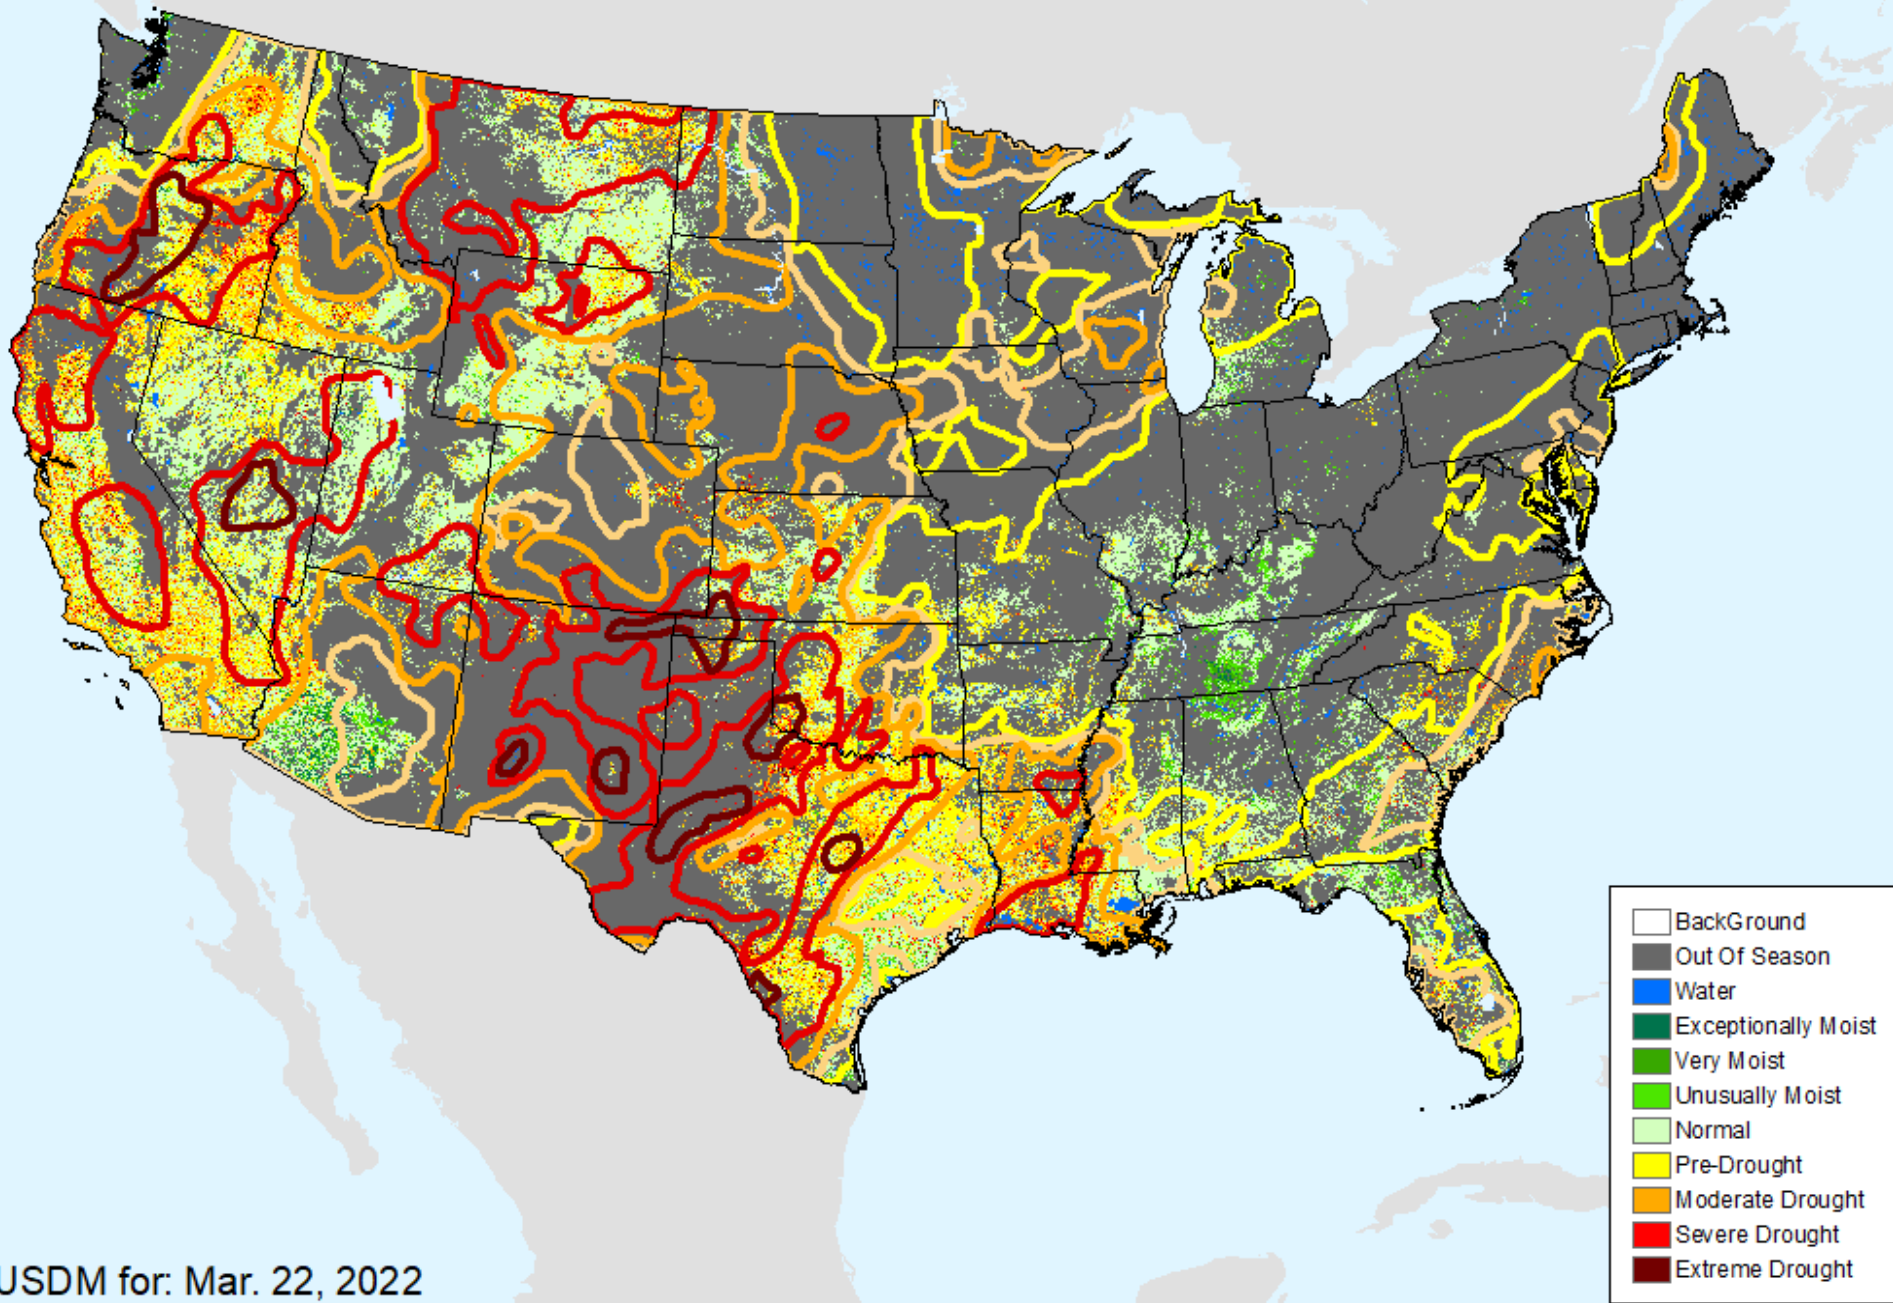 BackGround
Out Of Season
Water
Exceptionally Moist
Very Moist
Unusually Moist
Normal
Pre-Drought
Moderate Drought
Severe Drought
Extreme Drought
USDM for: Mar. 22, 2022